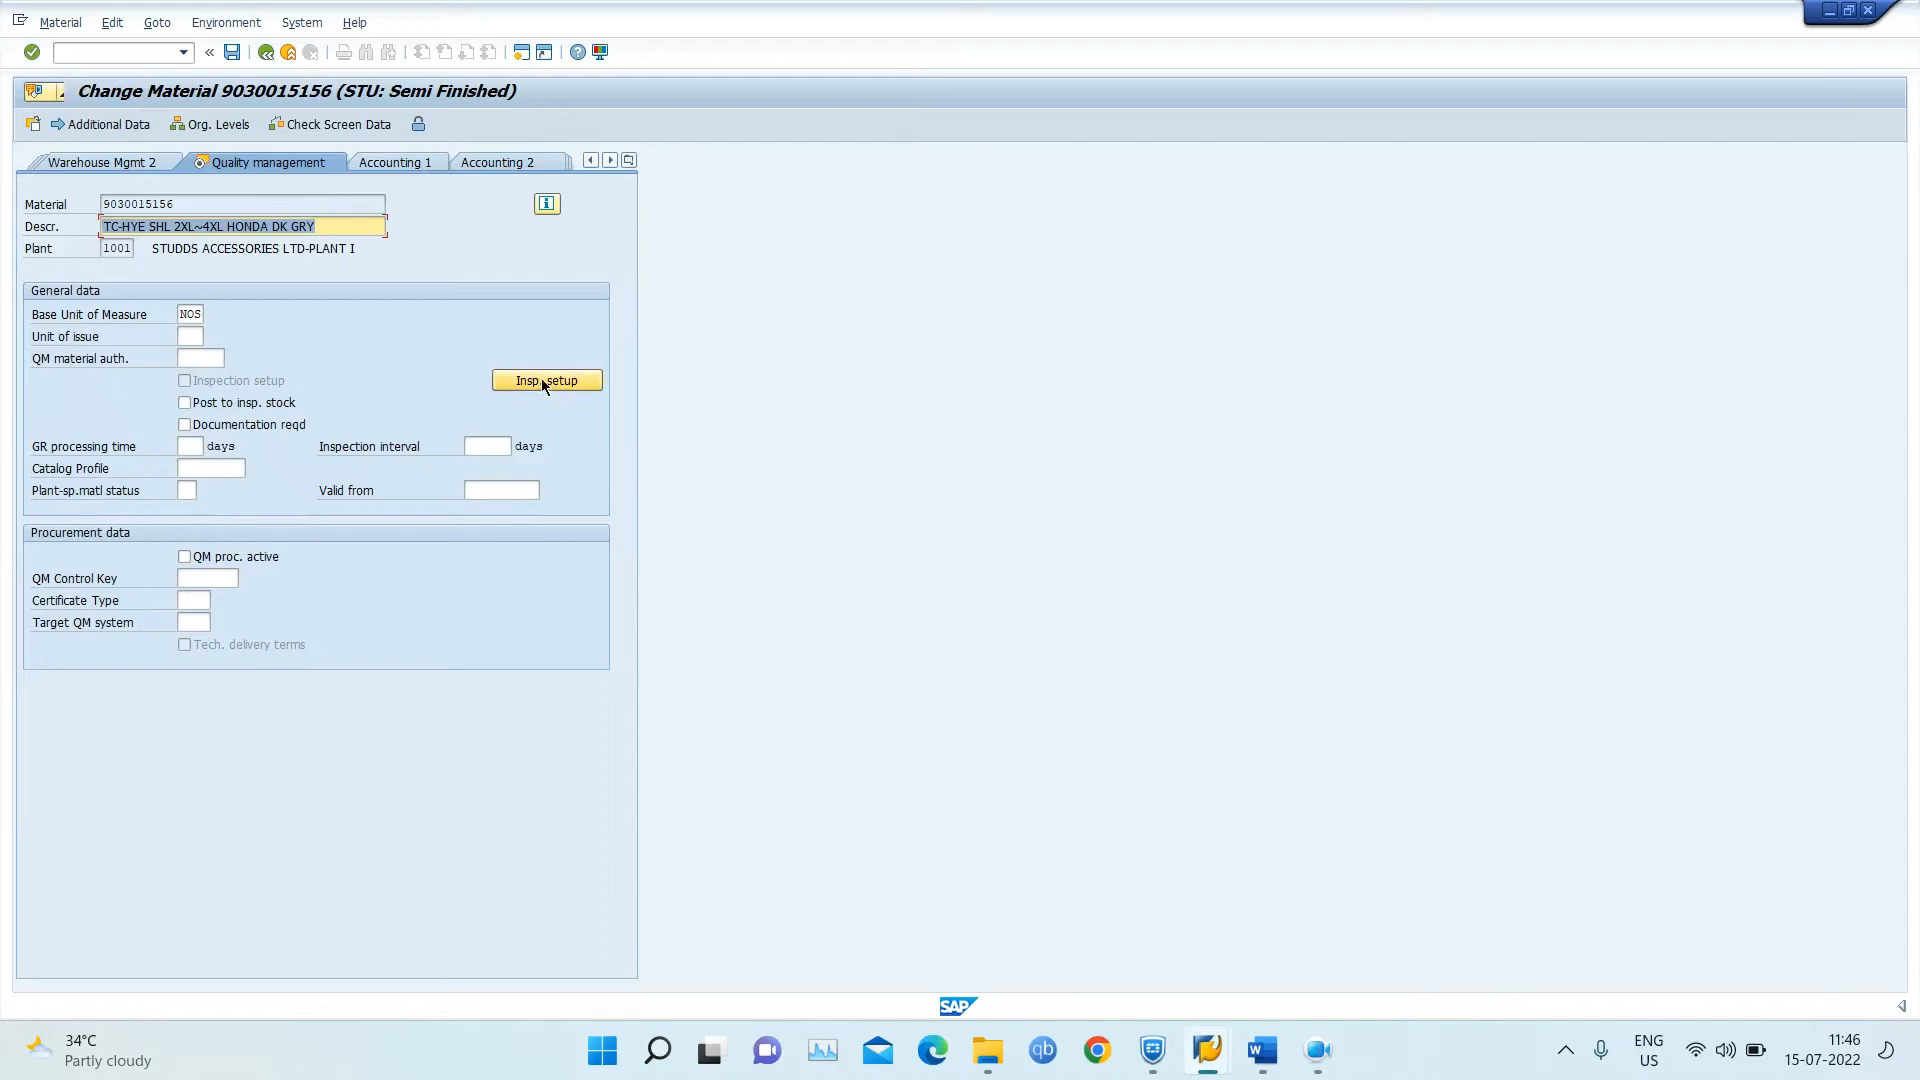 Material Edit Goto Environment System Help
Change Material 9030015156 (STU: Semi Finished)
Additional Data Org. Levels Check Screen Data
Warehouse Mgmt 2 Quality management Accounting 1 Accounting 2
Material 9030015156
Descr. TC-HYE SHL 2XL~4XL HONDA DK GRY
Plant 1001 STUDDS ACCESSORIES LTD-PLANT I
General data
Base Unit of Measure NOS
Unit of issue
QM material auth.
Inspection setup Insp. setup
Post to insp. stock
Documentation reqd
GR processing time days Inspection interval days
Catalog Profile
Plant-sp.matl status Valid from
Procurement data
QM proc. active
QM Control Key
Certificate Type
Target QM system
Tech. delivery terms
SAP
34°C
Partly cloudy
qb
W
ENG
US
11:46
15-07-2022